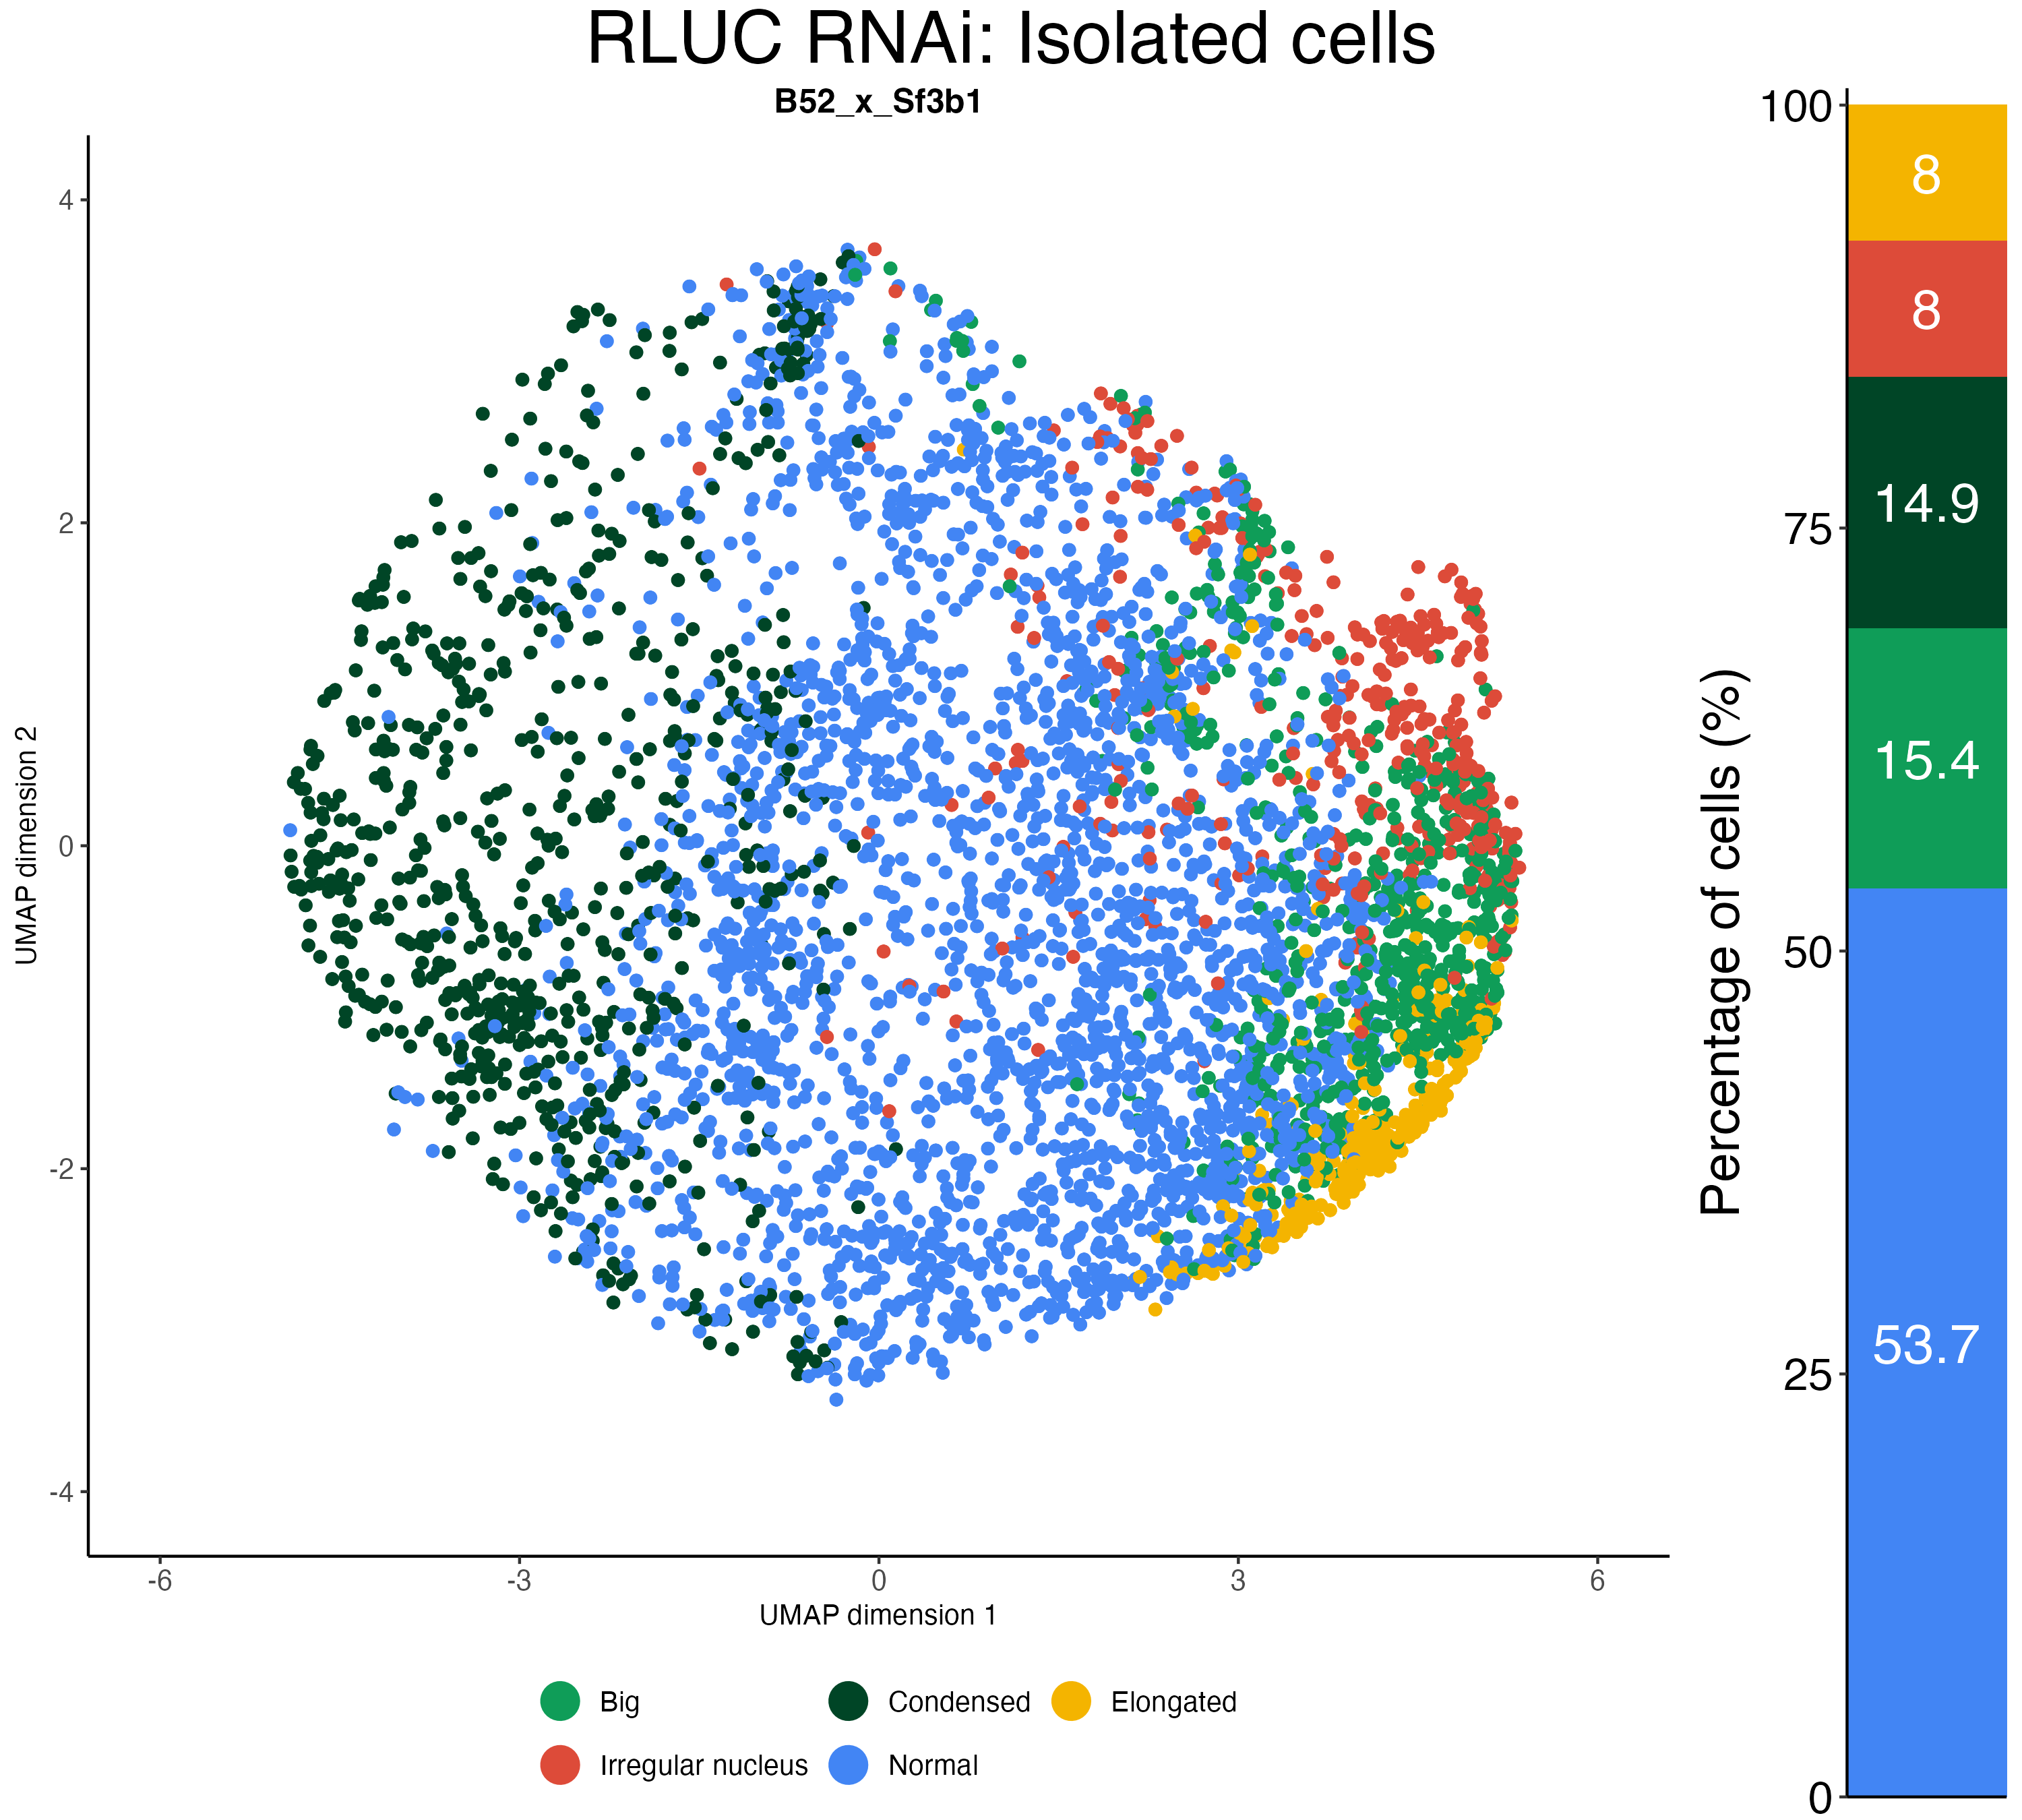 RLUC RNAi: Isolated cells
B52_x_Sf3b1
UMAP dimension 2
4
2
0
-2
-4
-6
-3
0
3
6
UMAP dimension 1
Big
Condensed
Elongated
Irregular nucleus
Normal
Percentage of cells (%)
100
75
50
25
0
8
8
14.9
15.4
53.7